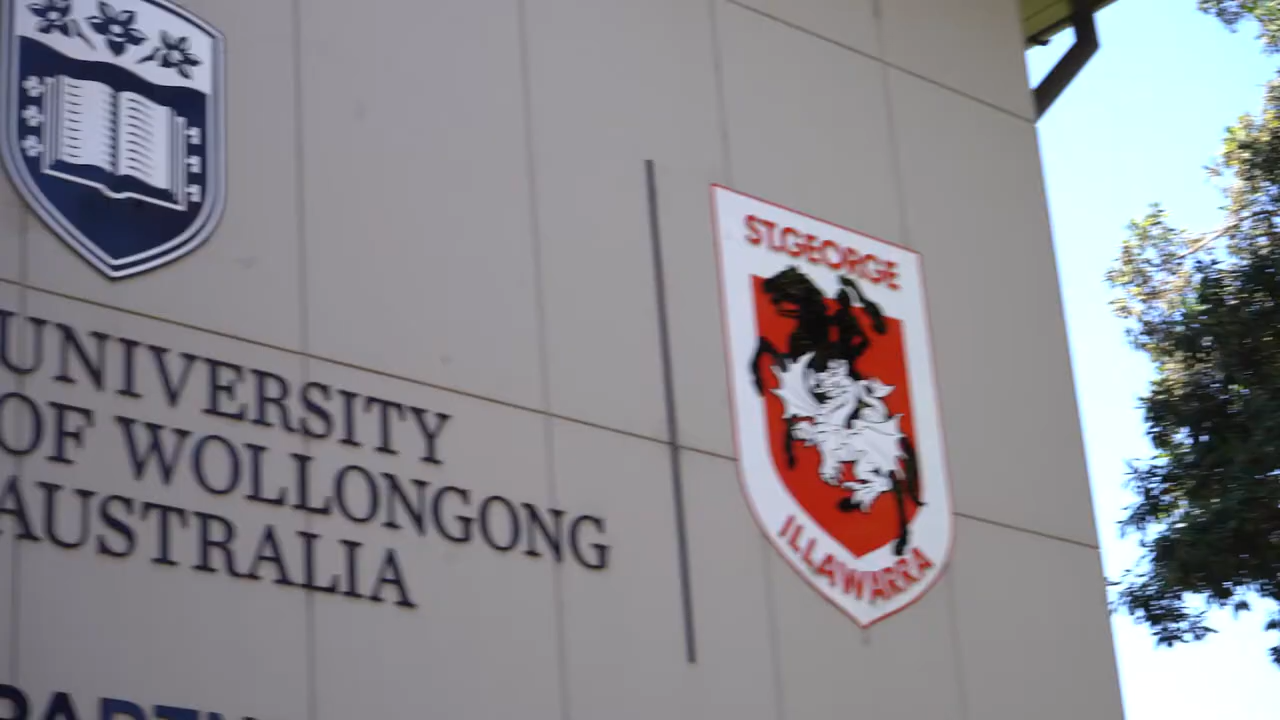 UNIVERSITY
OF WOLLONGONG
AUSTRALIA
ST.GEORGE
ILLAWARRA